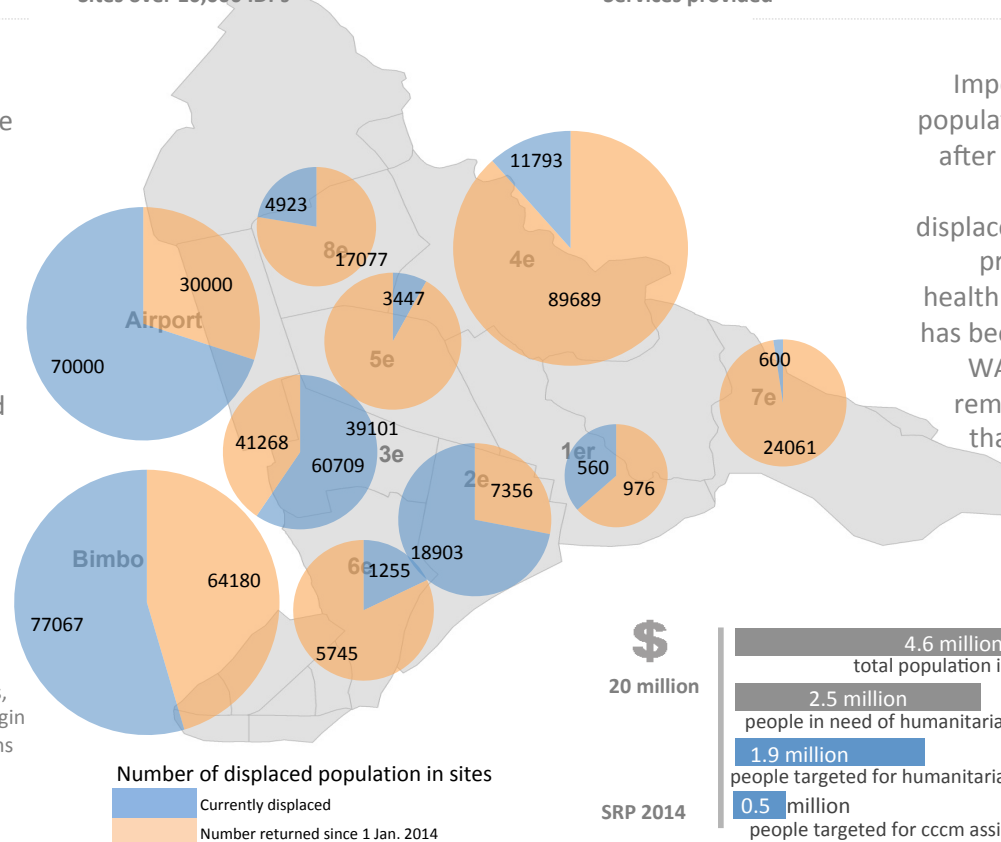 Services provided
Impe
populat
after
displace
pr
health
has bee
WA
rem
tha
e
d
s,
gin
ns
11793
4e
89689
4923
8e
17077
30000
Airport
70000
3447
5e
600
7e
24061
41268
39101
60709
3e
1er
560
976
2e
7356
18903
Bimbo
64180
77067
6e
1255
5745
$
20 million
SRP 2014
4.6 million
total population i
2.5 million
people in need of humanitaria
1.9 million
people targeted for humanitaria
0.5 million
people targeted for cccm assi
Number of displaced population in sites
Currently displaced
Number returned since 1 Jan. 2014